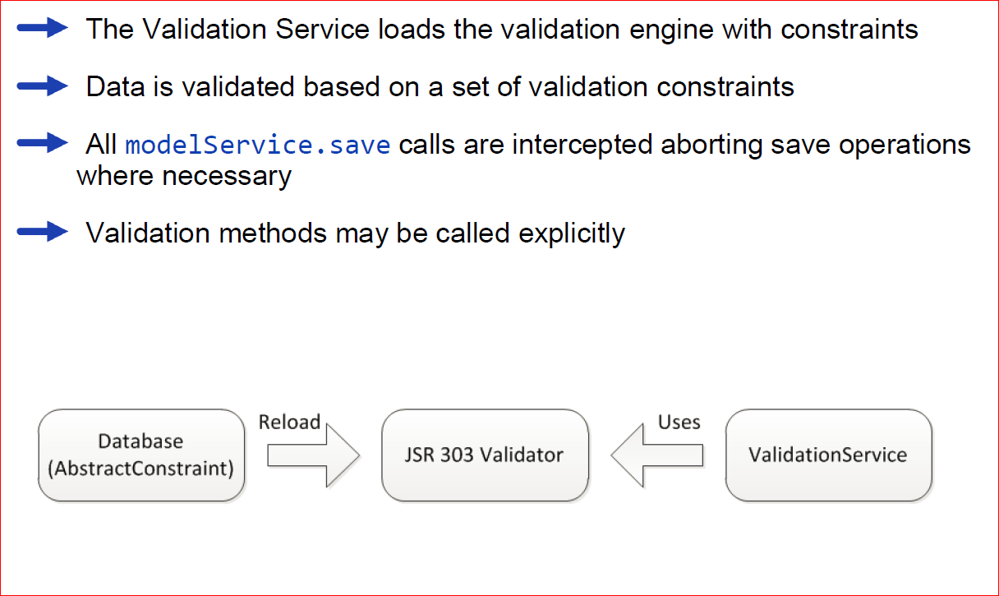 The Validation Service loads the validation engine with constraints
Data is validated based on a set of validation constraints
All modelService.save calls are intercepted aborting save operations
where necessary
Validation methods may be called explicitly
Reload
Uses
Database
(AbstractConstraint)
JSR 303 Validator
ValidationService